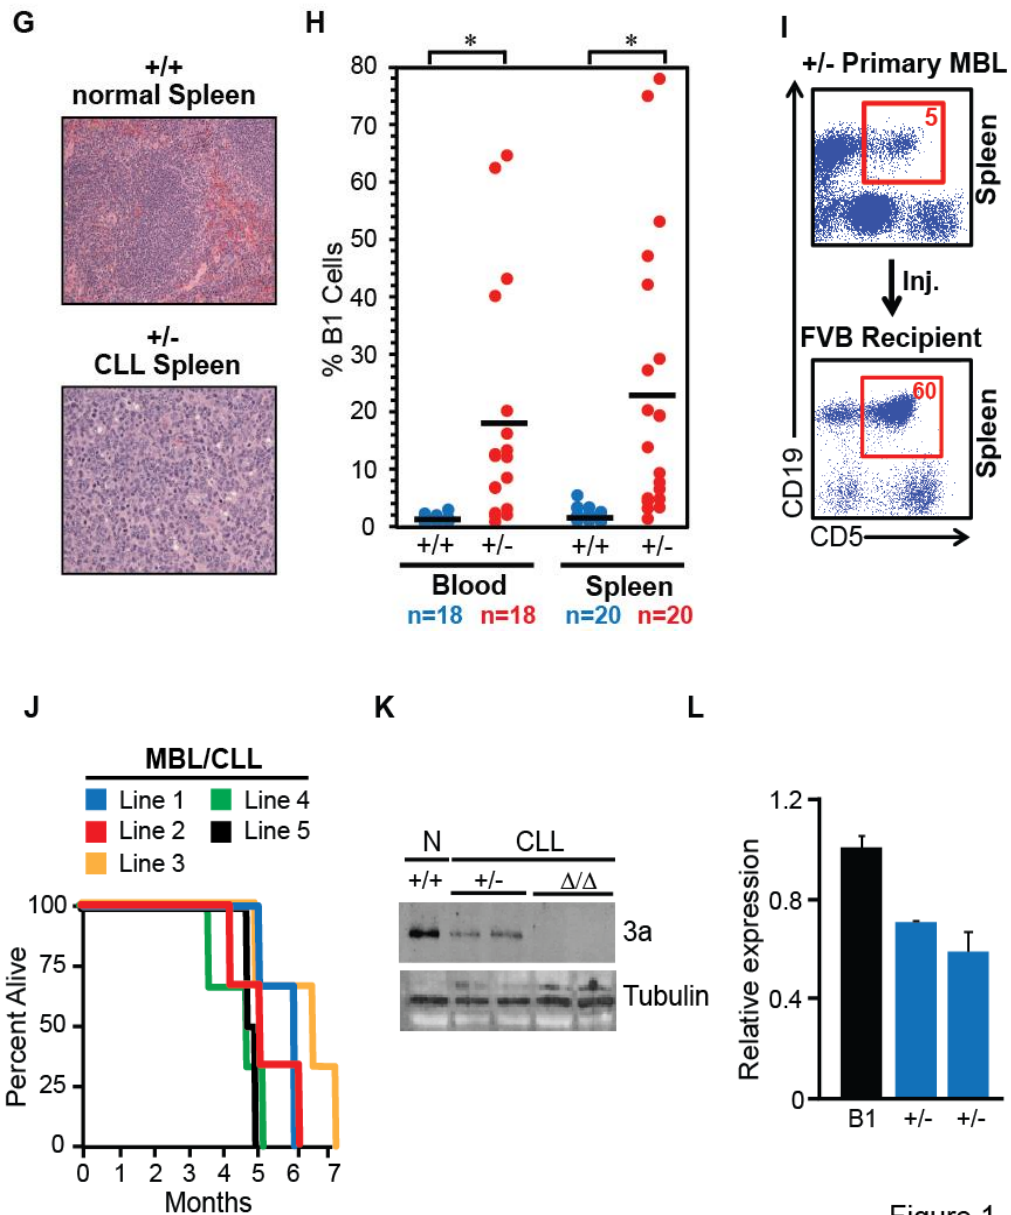 G
+/+
normal Spleen
+/-
CLL Spleen
H
*
*
% B1 Cells
80
70
60
50
40
30
20
10
0
+/+
+/-
+/+
+/-
Blood
Spleen
n=18
n=18
n=20
n=20
I
+/- Primary MBL
5
Spleen
Inj.
FVB Recipient
60
Spleen
CD19
CD5
J
MBL/CLL
Line 1
Line 4
Line 2
Line 5
Line 3
Percent Alive
100
75
50
25
0
0 1 2 3 4 5 6 7
Months
K
N
CLL
+/+
+/-
Δ/Δ
3a
Tubulin
L
Relative expression
1.2
0.8
0.4
0
B1
+/-
+/-
Figure 1